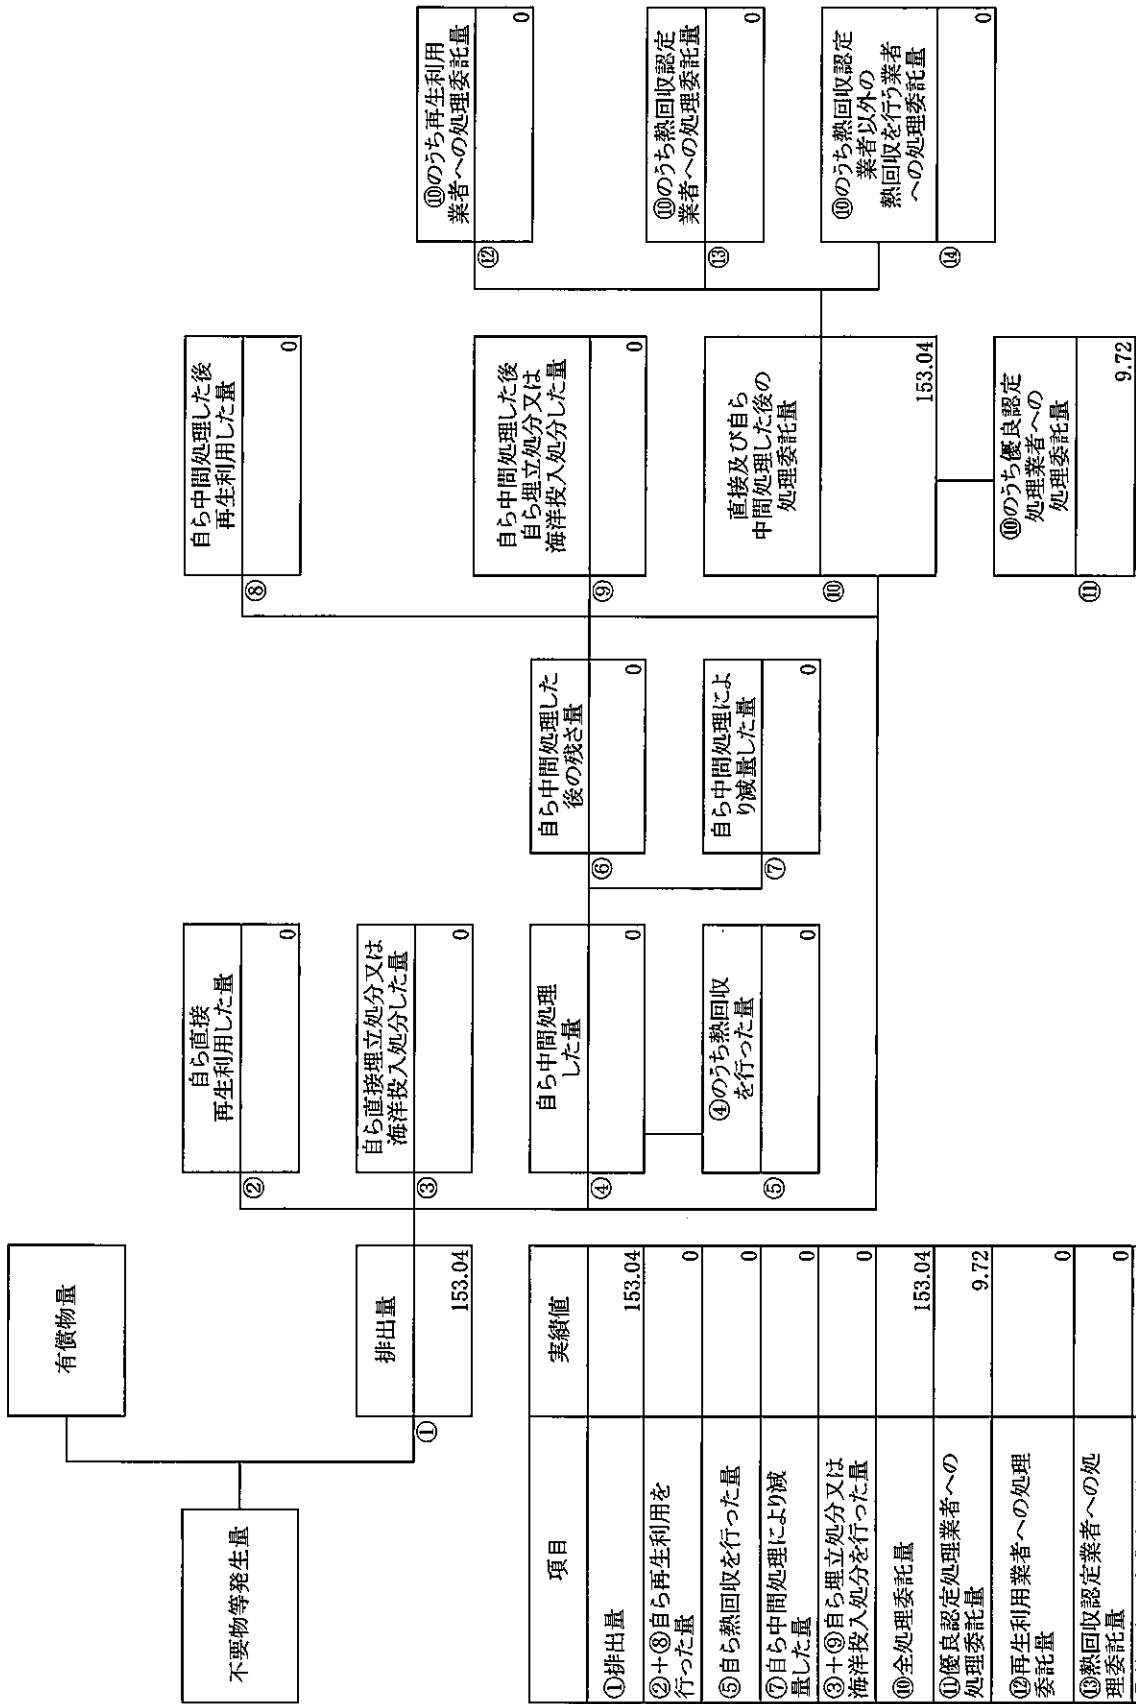 不要物等発生量
有償物量
①
排出量
153.04
②
自ら直接
再生利用した量
0
③
自ら直接埋立処分又は
海洋投入処分した量
0
④
自ら中間処理
した量
0
⑤
④のうち熱回収
を行った量
0
⑥
自ら中間処理した
後の残さ量
0
⑦
自ら中間処理によ
り減量した量
0
⑧
自ら中間処理した後
再生利用した量
0
⑨
自ら中間処理した後
自ら埋立処分又は
海洋投入処分した量
0
⑩
直接及び自ら
中間処理した後の
処理委託量
153.04
⑪
⑩のうち優良認定
処理業者への
処理委託量
9.72
⑫
⑩のうち再生利用
業者への処理委託量
0
⑬
⑩のうち熱回収認定
業者への処理委託量
0
⑭
⑩のうち熱回収認定
業者以外の
熱回収を行う業者
への処理委託量
0
項目 実績値
①排出量 153.04
②+⑧自ら再生利用を
行った量 0
⑤自ら熱回収を行った量 0
⑦自ら中間処理により減
量した量 0
③+⑨自ら埋立処分又は
海洋投入処分を行った量 0
⑩全処理委託量 153.04
⑪優良認定処理業者への
処理委託量 9.72
⑫再生利用業者への処理
委託量 0
⑬熱回収認定業者への処
理委託量 0